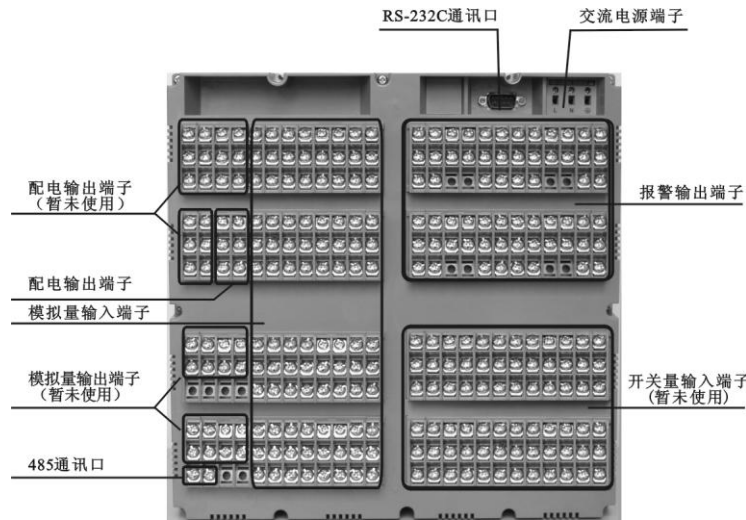 RS-232C通讯口
交流电源端子
配电输出端子
（暂未使用）
报警输出端子
配电输出端子
模拟量输入端子
模拟量输出端子
（暂未使用）
开关量输入端子
(暂未使用)
485通讯口